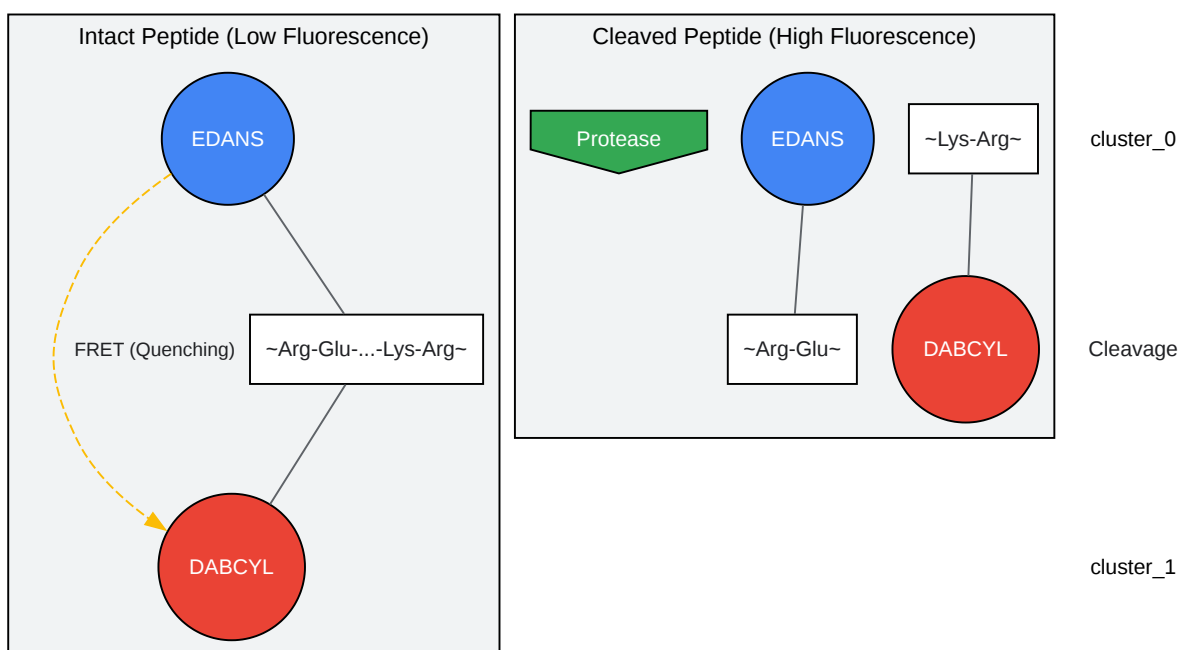 Intact Peptide (Low Fluorescence)
EDANS
FRET (Quenching)
~Arg-Glu-...-Lys-Arg~
DABCYL
Cleaved Peptide (High Fluorescence)
Protease
EDANS
~Lys-Arg~
~Arg-Glu~
DABCYL
cluster_0
Cleavage
cluster_1